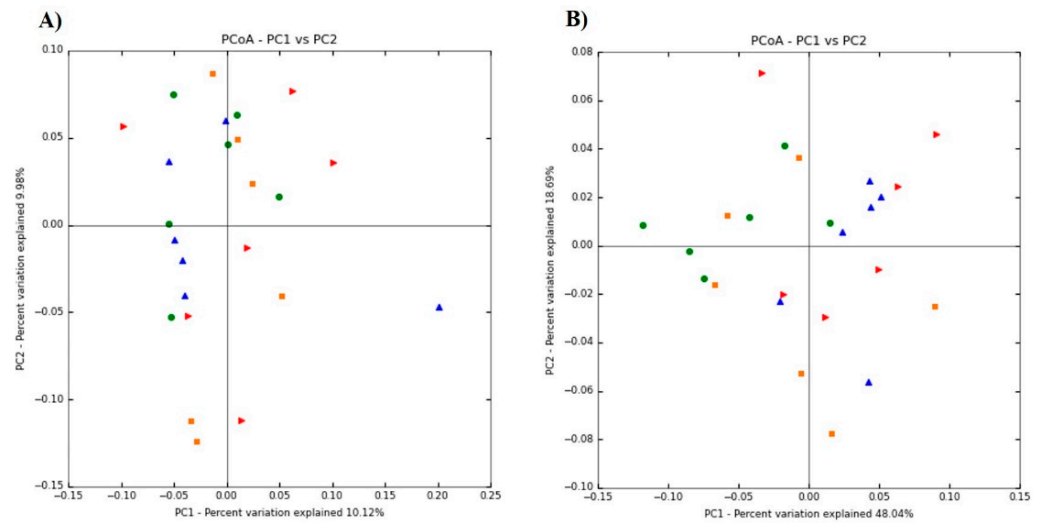 A)
PCoA - PC1 vs PC2
0.10
0.05
0.00
−0.05
−0.10
−0.15
PC2 - Percent variation explained 9.98%
−0.15 −0.10 −0.05 0.00 0.05 0.10 0.15 0.20 0.25
PC1 - Percent variation explained 10.12%
B)
PCoA - PC1 vs PC2
0.08
0.06
0.04
0.02
0.00
−0.02
−0.04
−0.06
−0.08
−0.10
PC2 - Percent variation explained 18.69%
−0.15 −0.10 −0.05 0.00 0.05 0.10 0.15
PC1 - Percent variation explained 48.04%